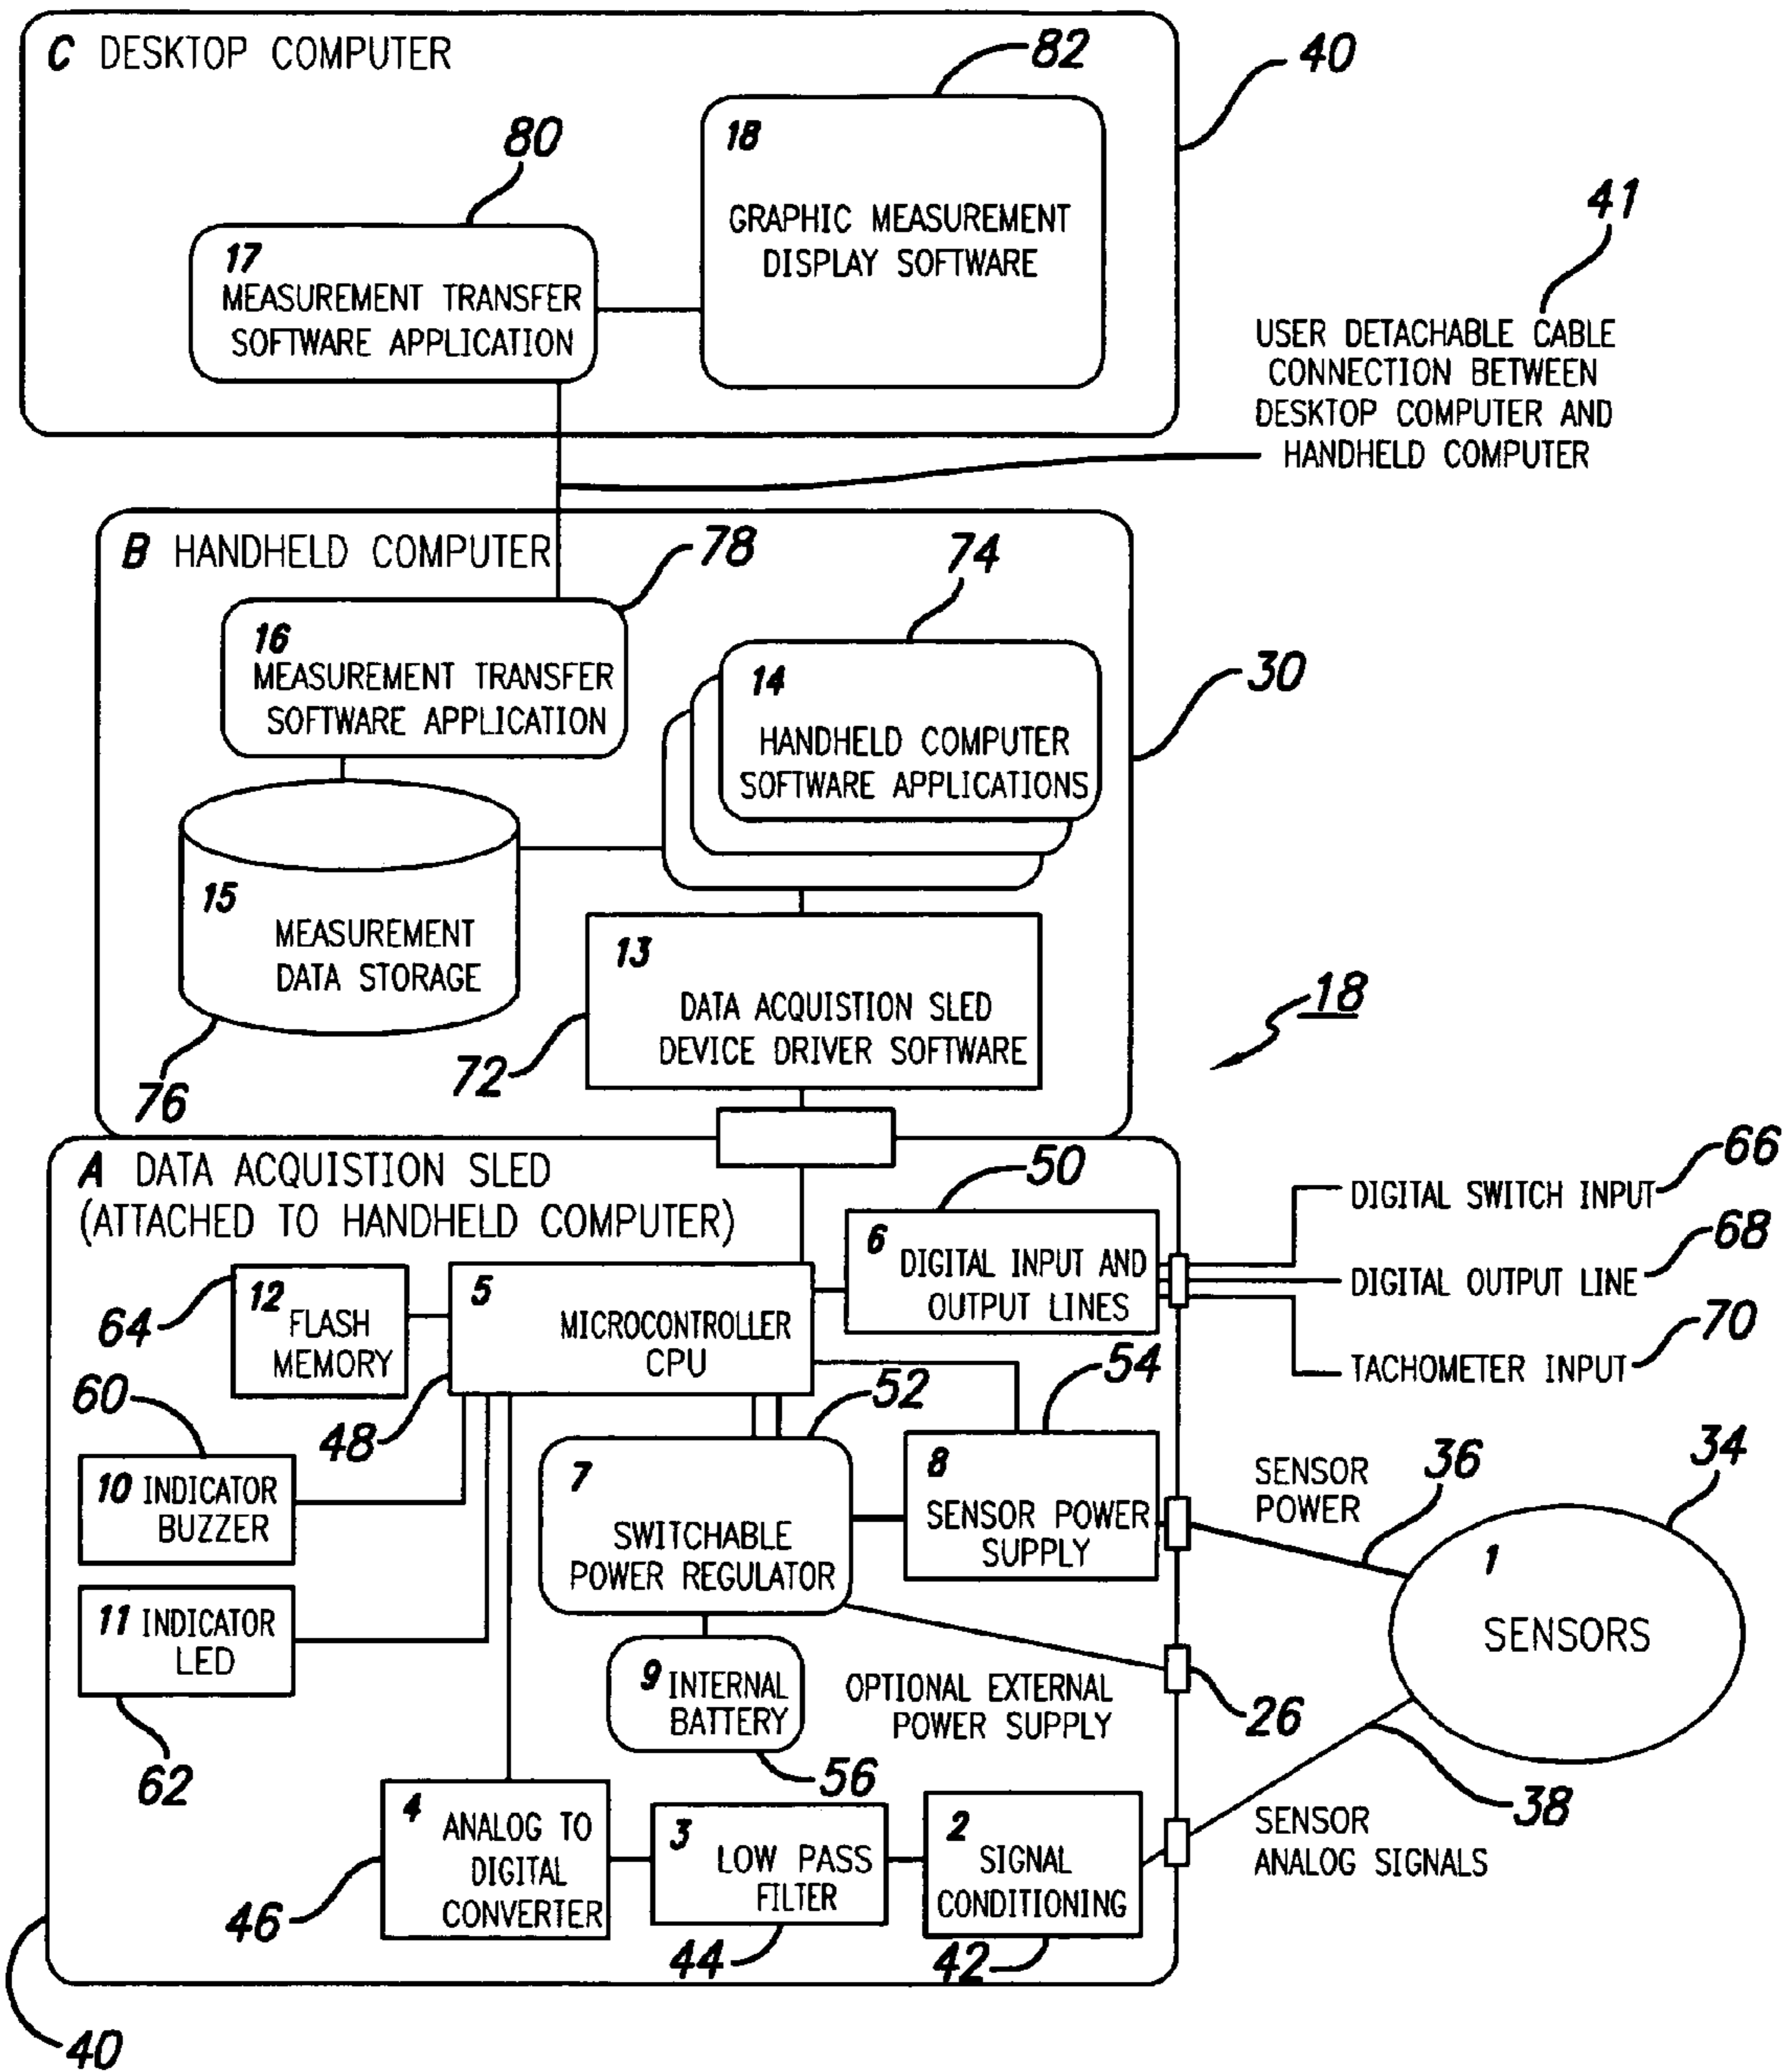 C DESKTOP COMPUTER
82
40
80
18
GRAPHIC MEASUREMENT
DISPLAY SOFTWARE
17
MEASUREMENT TRANSFER
SOFTWARE APPLICATION
41
USER DETACHABLE CABLE
CONNECTION BETWEEN
DESKTOP COMPUTER AND
HANDHELD COMPUTER
B HANDHELD COMPUTER
78
74
30
16
MEASUREMENT TRANSFER
SOFTWARE APPLICATION
14
HANDHELD COMPUTER
SOFTWARE APPLICATIONS
15
MEASUREMENT
DATA STORAGE
76
13
DATA ACQUISTION SLED
DEVICE DRIVER SOFTWARE
72
18
A DATA ACQUISTION SLED
(ATTACHED TO HANDHELD COMPUTER)
50
6
DIGITAL INPUT AND
OUTPUT LINES
DIGITAL SWITCH INPUT
66
DIGITAL OUTPUT LINE
68
TACHOMETER INPUT
70
64
12
FLASH
MEMORY
5
MICROCONTROLLER
CPU
48
60
10 INDICATOR
BUZZER
52
54
7
SWITCHABLE
POWER REGULATOR
8
SENSOR POWER
SUPPLY
SENSOR
POWER
36
34
1
SENSORS
11 INDICATOR
LED
62
9 INTERNAL
BATTERY
56
OPTIONAL EXTERNAL
POWER SUPPLY
26
38
SENSOR
ANALOG SIGNALS
4
ANALOG TO
DIGITAL
CONVERTER
46
3
LOW PASS
FILTER
44
2
SIGNAL
CONDITIONING
42
40